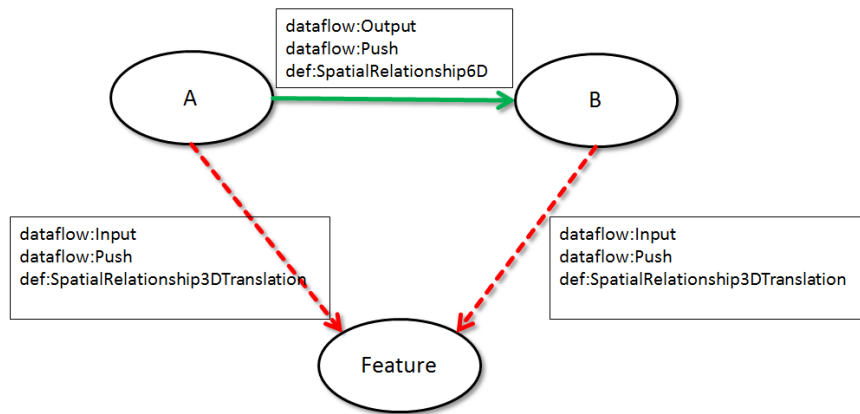 dataflow:Output
dataflow:Push
def:SpatialRelationship6D
A
B
dataflow:Input
dataflow:Push
def:SpatialRelationship3DTranslation
dataflow:Input
dataflow:Push
def:SpatialRelationship3DTranslation
Feature